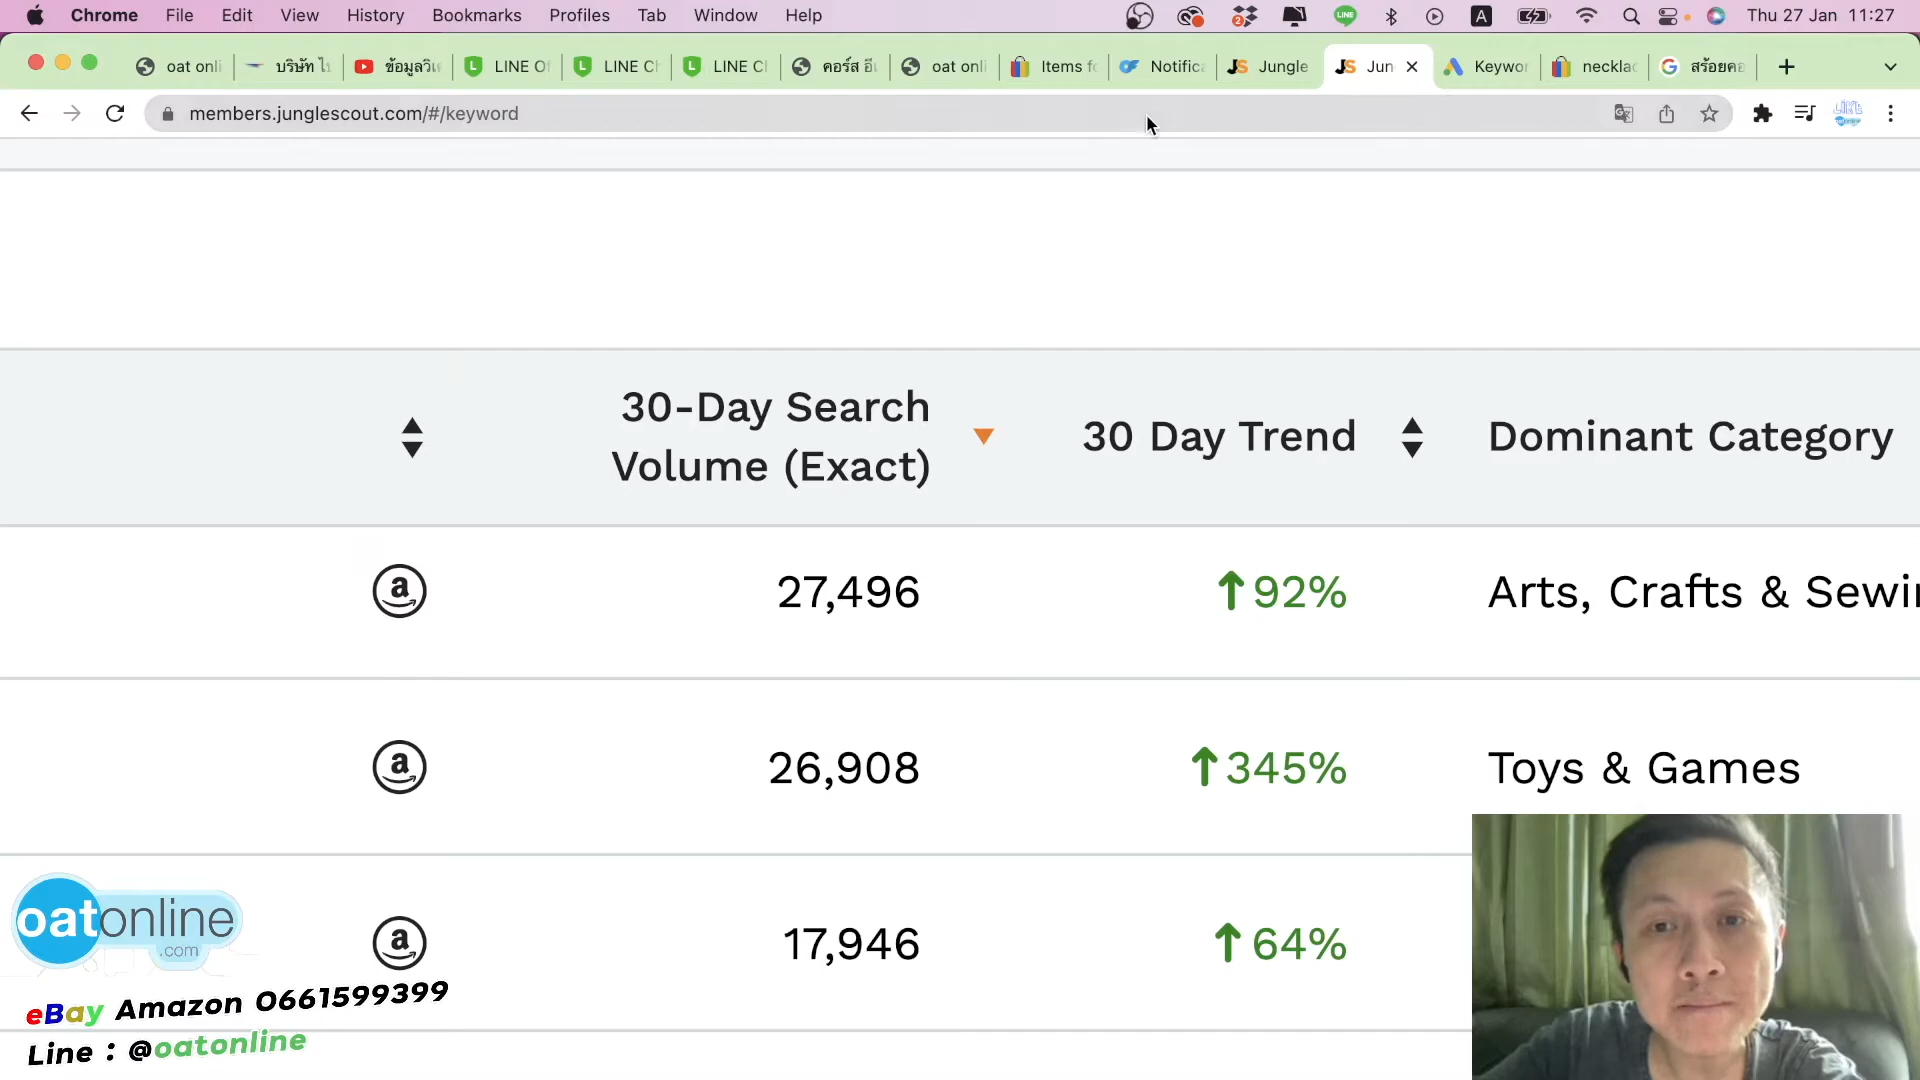 Chrome File Edit View History Bookmarks Profiles Tab Window Help LINE A Thu 27 Jan 11:27
oat onli บริษัท ไป ข้อมูลวิเ LINE Of LINE Ch LINE Cl คอร์ส อี oat onli Items fo Notifica Jungle Jun Keywor necklac สร้อยคอ
members.junglescout.com/#/keyword
30-Day Search
Volume (Exact)
30 Day Trend
Dominant Category
27,496 92% Arts, Crafts & Sewin
26,908 345% Toys & Games
17,946 64%
oatonline
.com
eBay Amazon 0661599399
Line : @oatonline